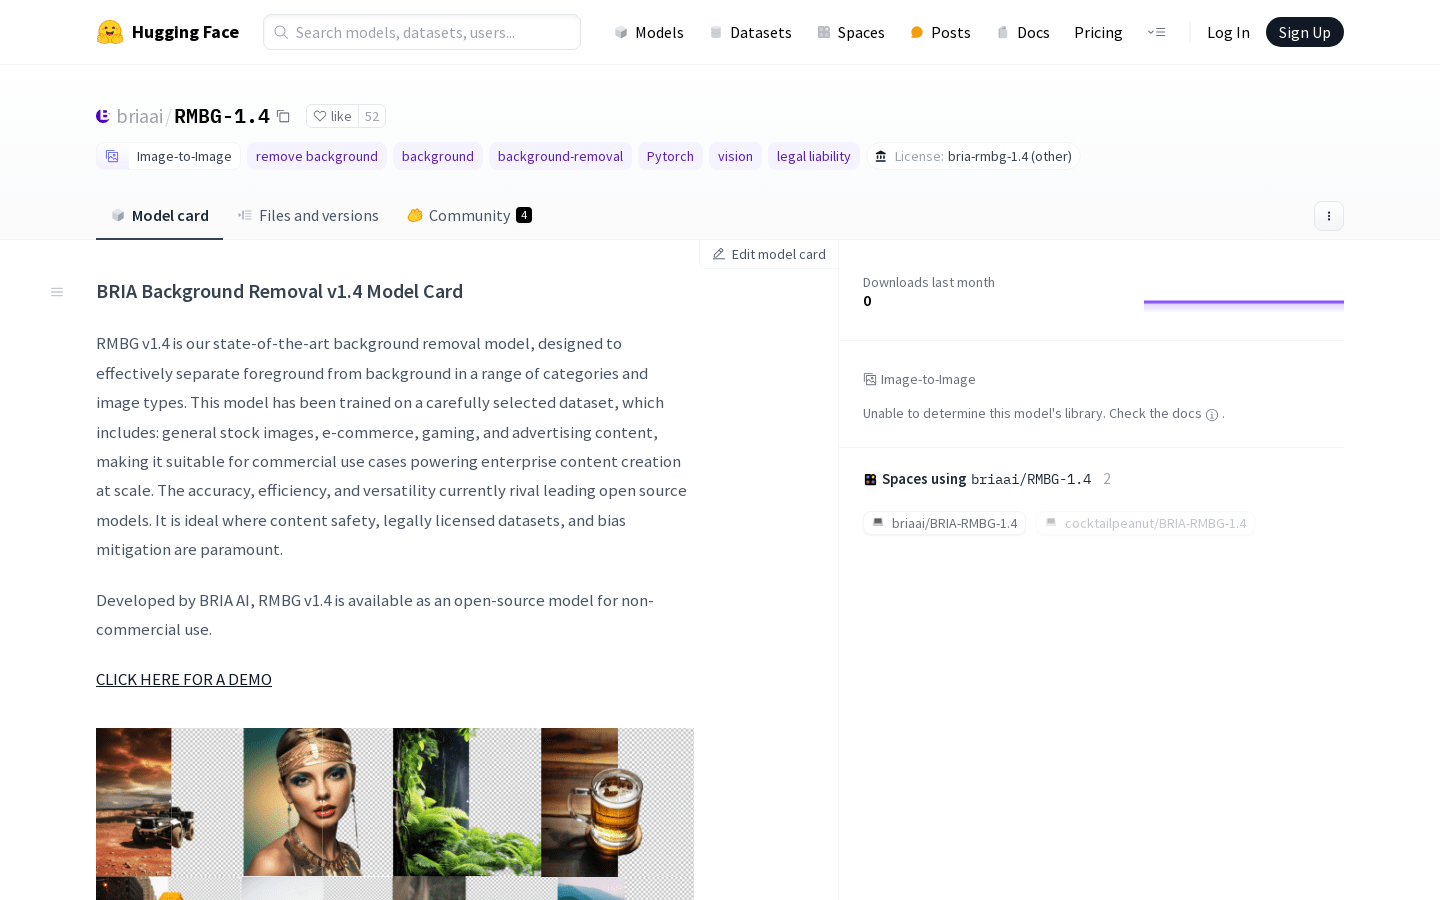 Hugging Face
Search models, datasets, users...
Models
Datasets
Spaces
Posts
Docs
Pricing
Log In
Sign Up
briaai/RMBG-1.4
like 52
Image-to-Image
remove background
background
background-removal
Pytorch
vision
legal liability
License: bria-rmbg-1.4 (other)
Model card
Files and versions
Community 4
Edit model card
BRIA Background Removal v1.4 Model Card
RMBG v1.4 is our state-of-the-art background removal model, designed to
effectively separate foreground from background in a range of categories and
image types. This model has been trained on a carefully selected dataset, which
includes: general stock images, e-commerce, gaming, and advertising content,
making it suitable for commercial use cases powering enterprise content creation
at scale. The accuracy, efficiency, and versatility currently rival leading open source
models. It is ideal where content safety, legally licensed datasets, and bias
mitigation are paramount.
Developed by BRIA AI, RMBG v1.4 is available as an open-source model for non-
commercial use.
CLICK HERE FOR A DEMO
Downloads last month
0
Image-to-Image
Unable to determine this model's library. Check the docs .
Spaces using briaai/RMBG-1.4 2
briaai/BRIA-RMBG-1.4
cocktailpeanut/BRIA-RMBG-1.4